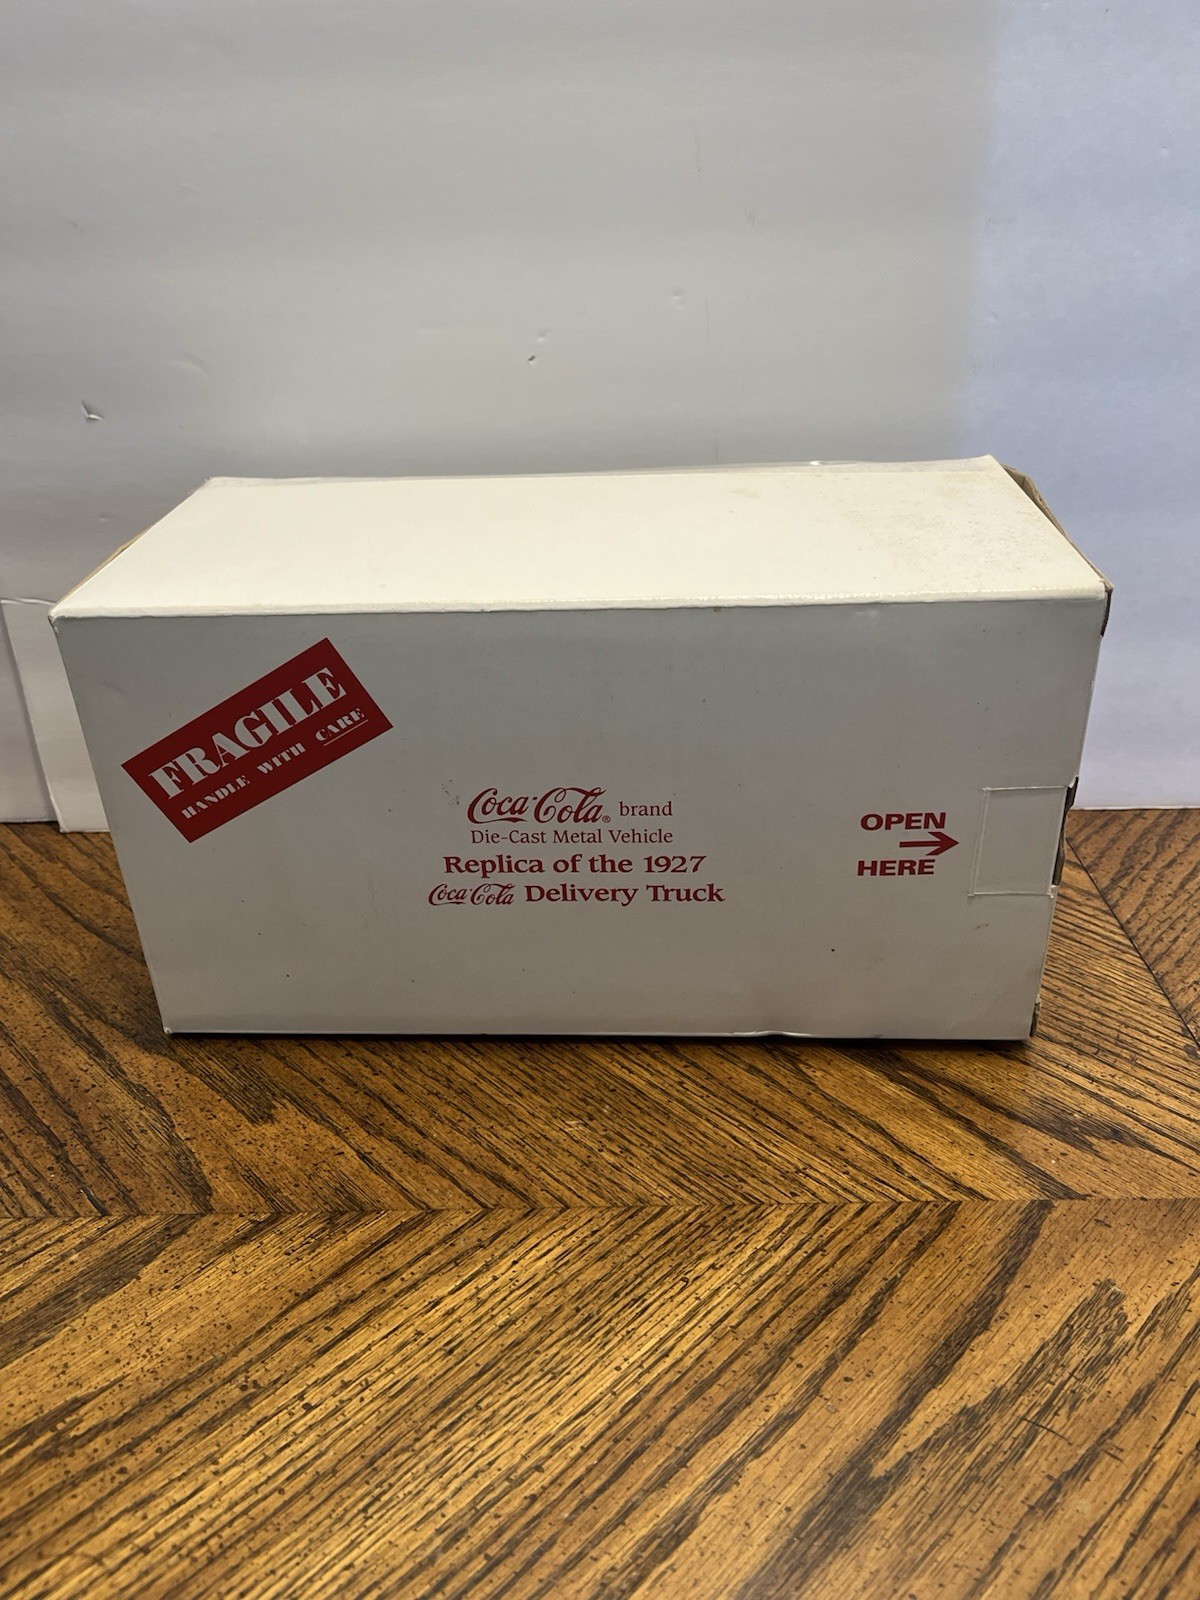 FRAGILE
HANDLE WITH CARE
Coca-Cola® brand
Die-Cast Metal Vehicle
Replica of the 1927
Coca-Cola Delivery Truck
OPEN
HERE